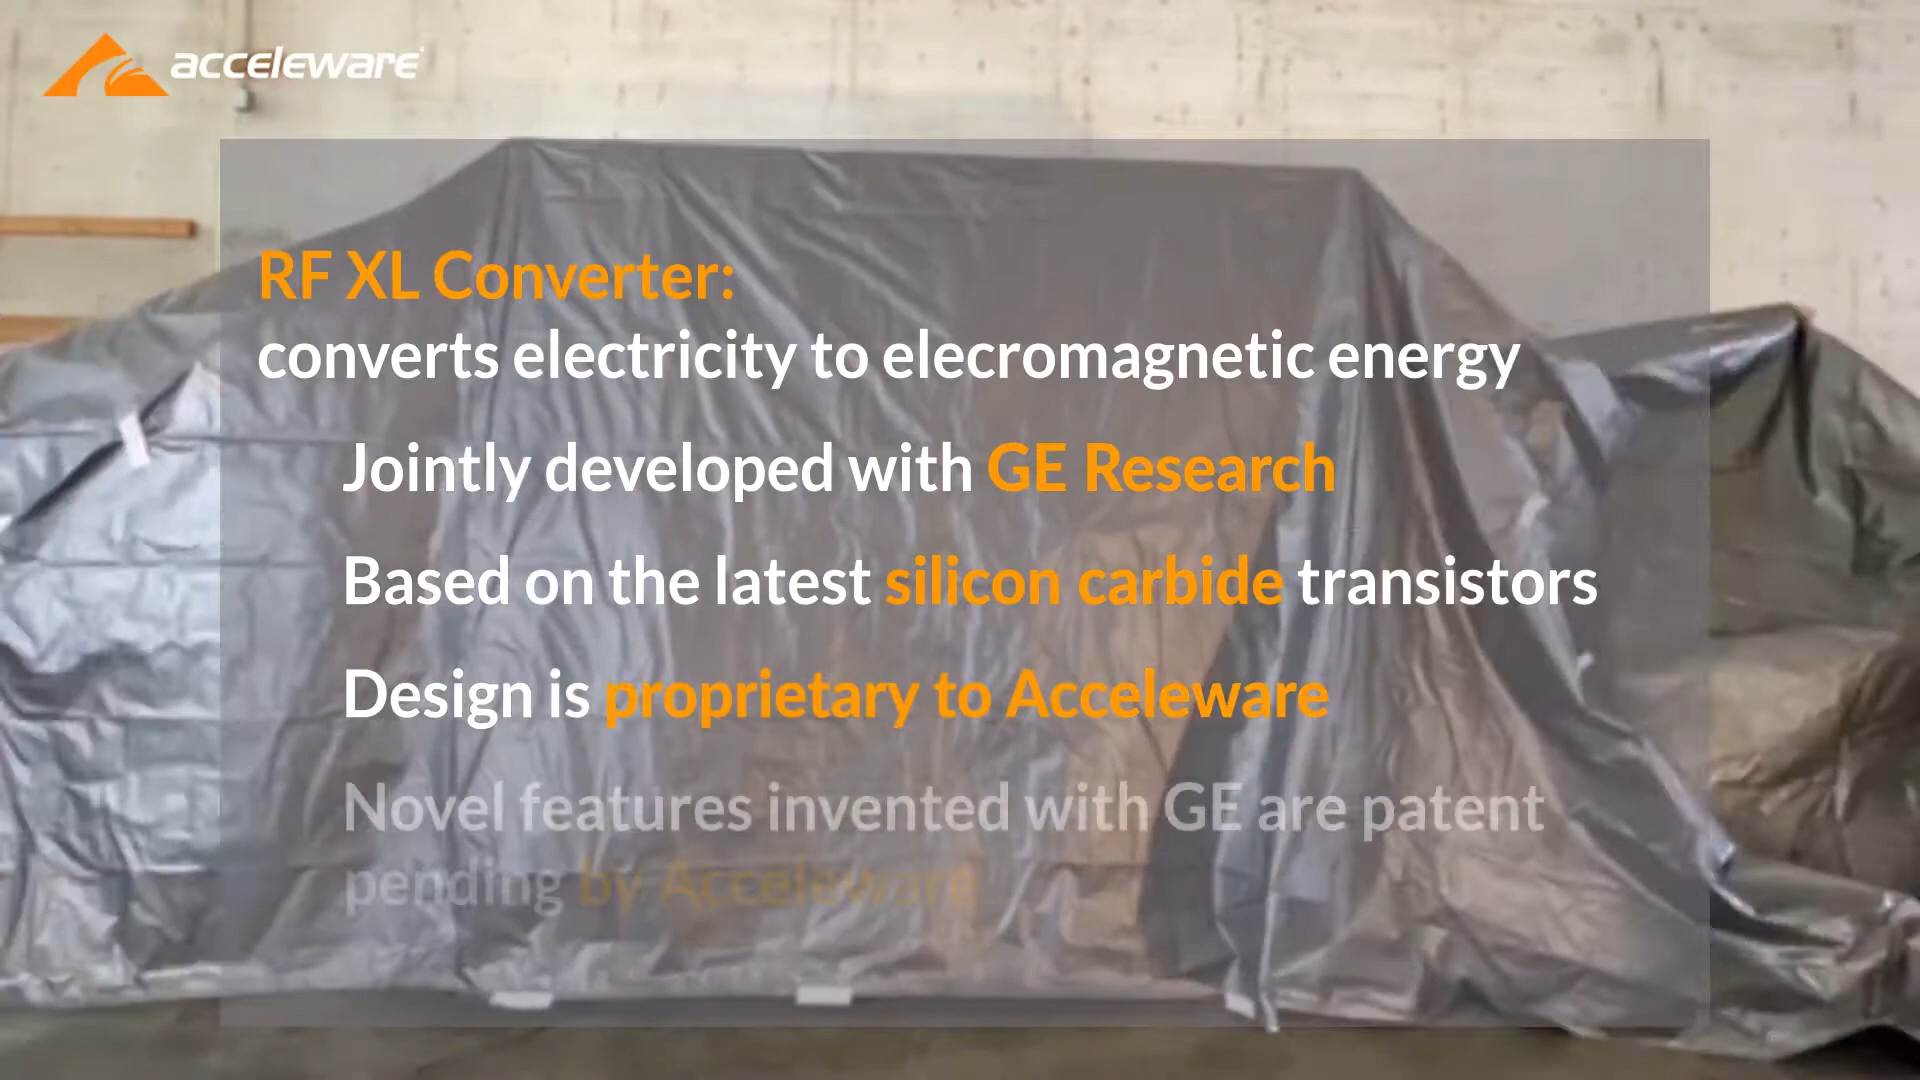 acceleware
RF XL Converter:
converts electricity to elecromagnetic energy
Jointly developed with GE Research
Based on the latest silicon carbide transistors
Design is proprietary to Acceleware
Novel features invented with GE are patent
pending by Acceleware